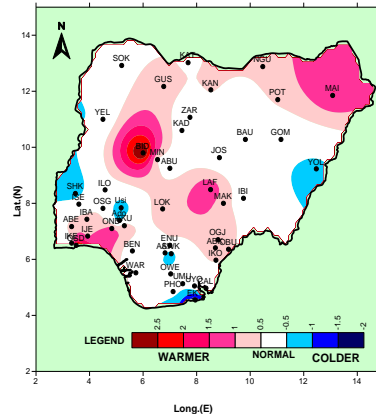 N
14
12
10
8
6
4
2
Lat.(N)
SOK
KAT
NGU
GUS
KAN
MAI
POT
YEL
ZAR
KAD
BAU
GOM
BID
MIN
ABU
JOS
YOL
SHK
ILO
LAF
ISE
OSG
Usi
LOK
MAK
IBI
ABE
IBA
IJE
OND
IKE
BEN
ENU
OGJ
OBU
IKO
WAR
OWE
UMU
PHC
CAL
LEGEND
2.5
2
1.5
1
0.5
-0.5
-1
-1.5
-2
WARMER
NORMAL
COLDER
2
4
6
8
10
12
14
Long.(E)